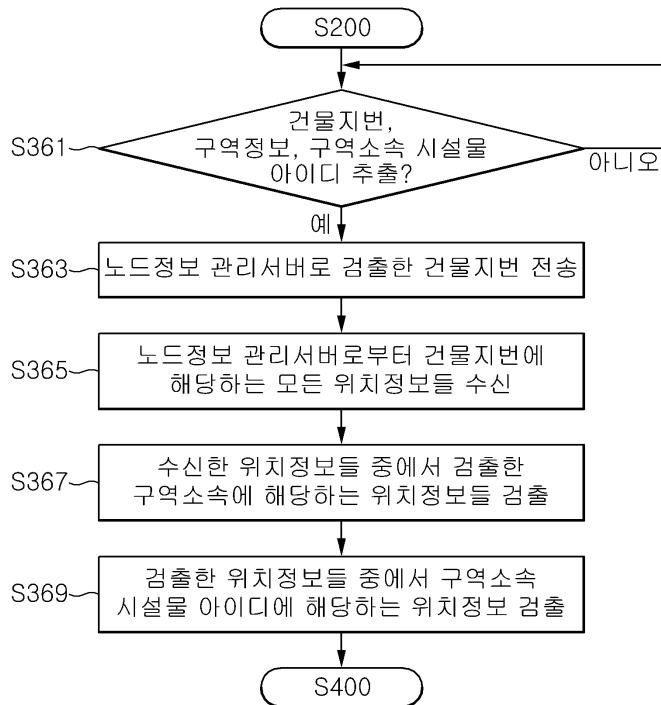 S200
S361
건물지번,
구역정보, 구역소속 시설물
아이디 추출?
아니오
예
S363
노드정보 관리서버로 검출한 건물지번 전송
S365
노드정보 관리서버로부터 건물지번에
해당하는 모든 위치정보들 수신
S367
수신한 위치정보들 중에서 검출한
구역소속에 해당하는 위치정보들 검출
S369
검출한 위치정보들 중에서 구역소속
시설물 아이디에 해당하는 위치정보 검출
S400